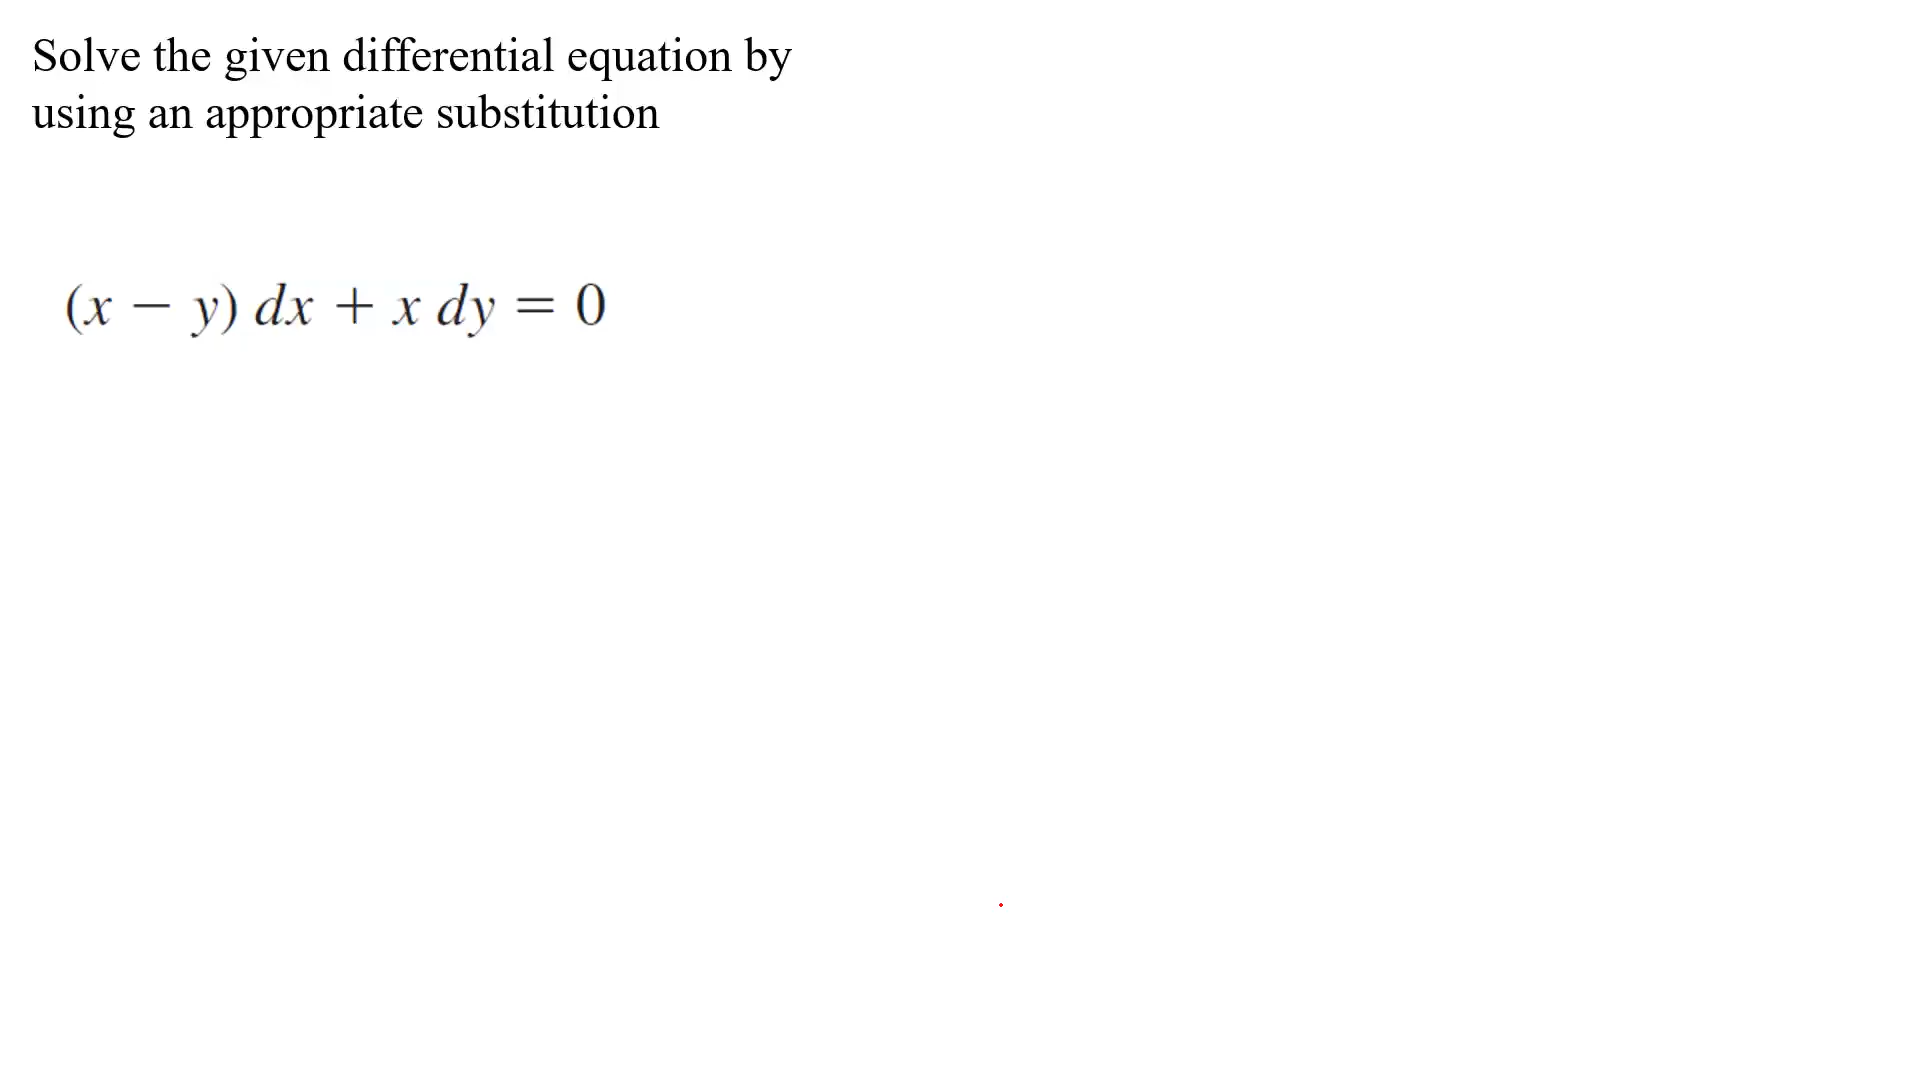 Solve the given differential equation by
using an appropriate substitution
(x − y) dx + x dy = 0